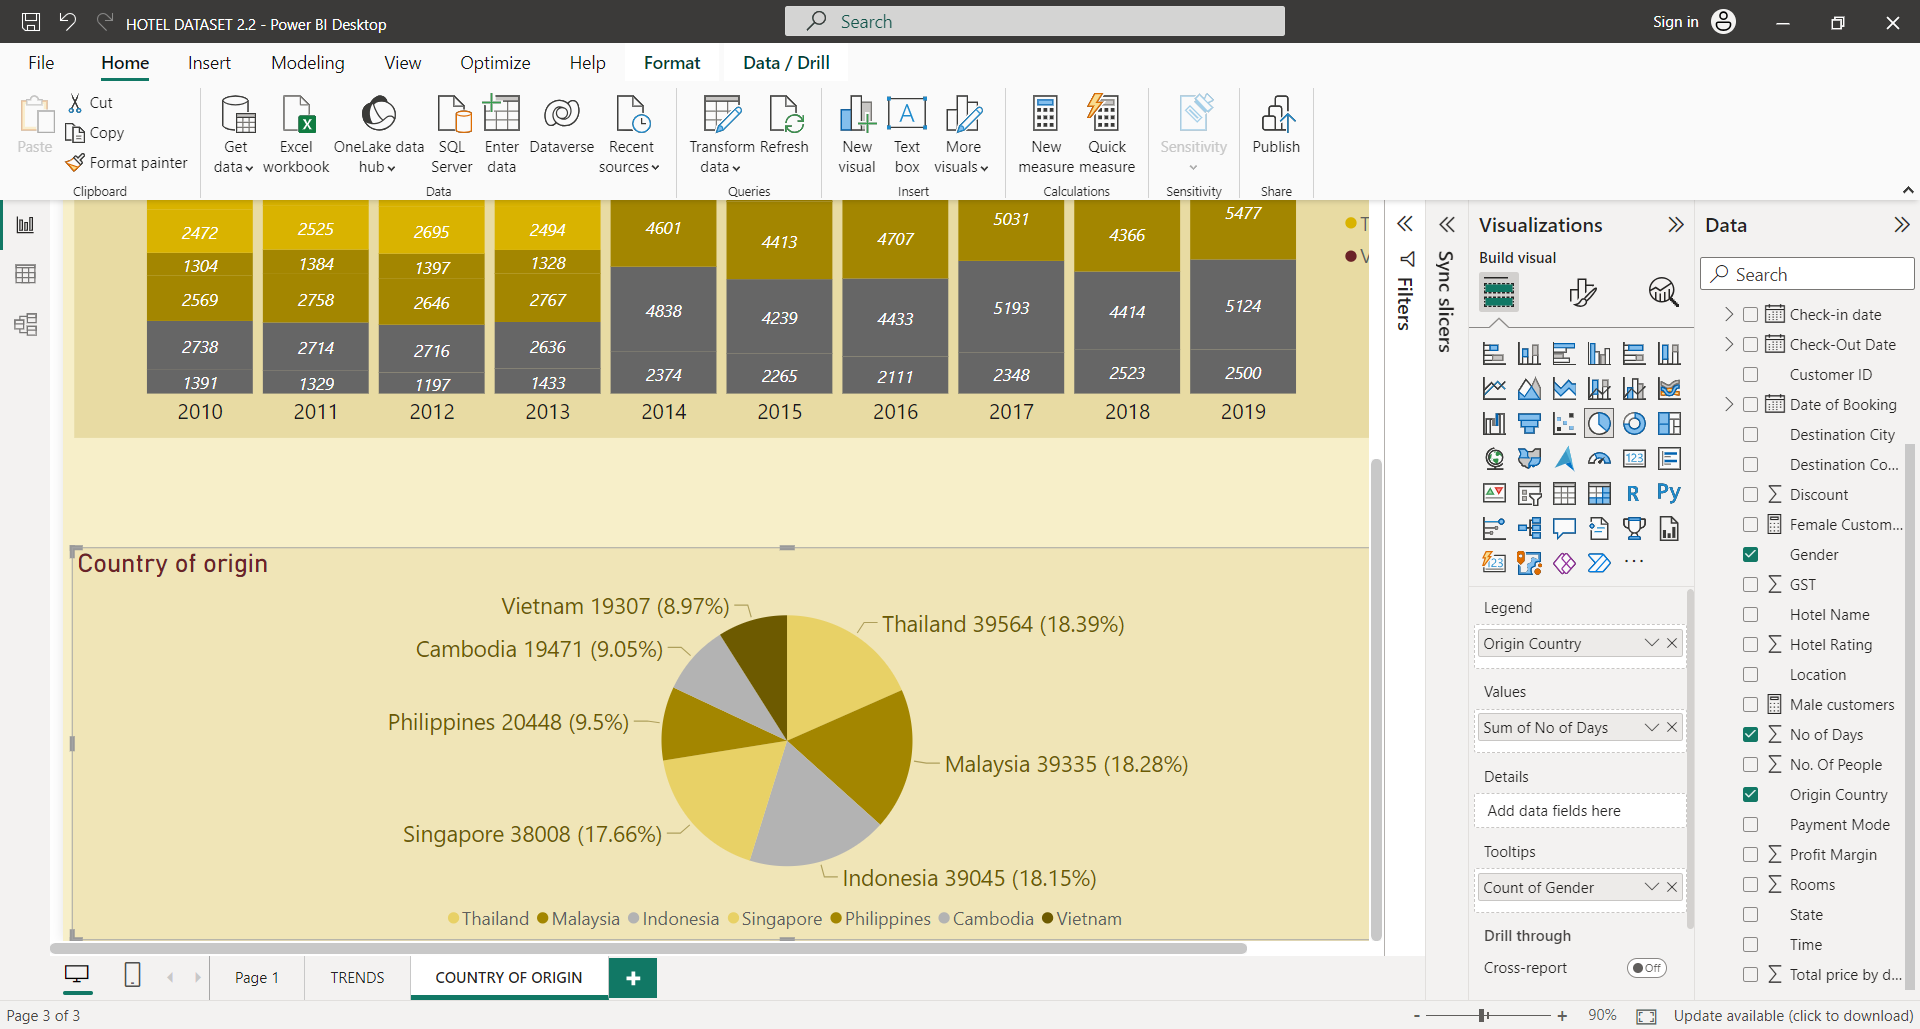 HOTEL DATASET 2.2 - Power BI Desktop
Search
Sign in
File Home Insert Modeling View Optimize Help Format Data / Drill
Paste
Cut
Copy
Format painter
Clipboard
Get data
Excel workbook
OneLake data hub
SQL Server
Enter data
Dataverse
Recent sources
Data
Transform data
Refresh
Queries
New visual
Text box
More visuals
Insert
New measure
Quick measure
Calculations
Sensitivity
Sensitivity
Publish
Share
2472 2525 2695 2494 4601 4413 4707 5031 4366 5477
1304 1384 1397 1328
2569 2758 2646 2767 4838 4239 4433 5193 4414 5124
2738 2714 2716 2636
1391 1329 1197 1433 2374 2265 2111 2348 2523 2500
2010 2011 2012 2013 2014 2015 2016 2017 2018 2019
T
V
Country of origin
Vietnam 19307 (8.97%)
Thailand 39564 (18.39%)
Cambodia 19471 (9.05%)
Philippines 20448 (9.5%)
Malaysia 39335 (18.28%)
Singapore 38008 (17.66%)
Indonesia 39045 (18.15%)
Thailand Malaysia Indonesia Singapore Philippines Cambodia Vietnam
Filters
Sync slicers
Visualizations
Build visual
123
R
Py
123
...
Legend
Origin Country
Values
Sum of No of Days
Details
Add data fields here
Tooltips
Count of Gender
Drill through
Cross-report
Off
Data
Search
Check-in date
Check-Out Date
Customer ID
Date of Booking
Destination City
Destination Co...
Discount
Female Custom...
Gender
GST
Hotel Name
Hotel Rating
Location
Male customers
No of Days
No. Of People
Origin Country
Payment Mode
Profit Margin
Rooms
State
Time
Total price by d...
Page 1
TRENDS
COUNTRY OF ORIGIN
+
Page 3 of 3
- + 90%
Update available (click to download)